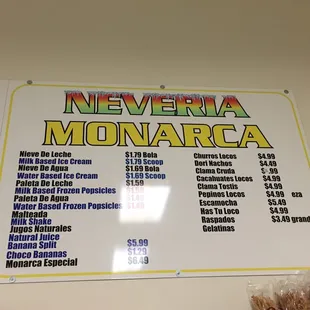 NEVERIA
MONARCA
Nieve De Leche $1.79 Bola
Milk Based Ice Cream $1.79 Scoop
Nieve De Agua $1.69 Bola
Water Based Ice Cream $1.69 Scoop
Paleta De Leche $1.59
Milk Based Frozen Popsicles
Paleta De Agua
Water Based Frozen Popsicles
Malteada
Milk Shake
Jugos Naturales
Natural Juice
Banana Split $5.99
Choco Bananas $1.29
Monarca Especial $6.49
Churros Locos $4.99
Dori Nachos $4.49
Clama Cruda
Cacahuates Locos $4.99
Clama Tostis $4.99
Pepinos Locos $4.99 eza
Escamocha $5.49
Has Tu Loco $4.99
Raspados $3.49 grand
Gelatinas